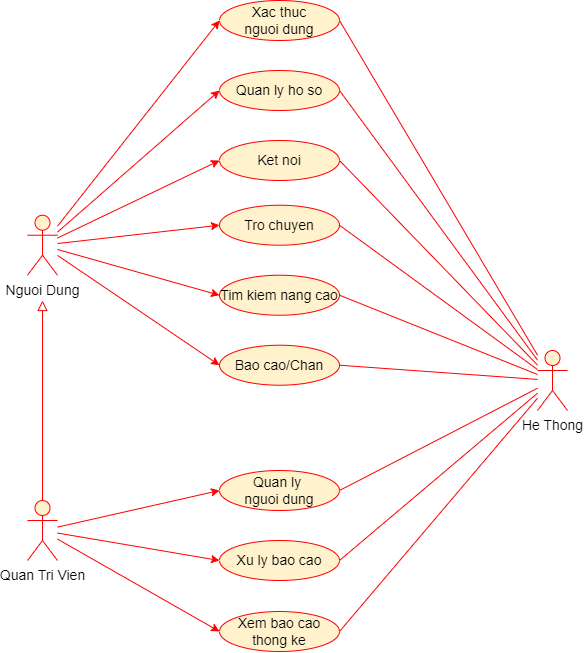 Xac thuc
nguoi dung
Quan ly ho so
Ket noi
Tro chuyen
Nguoi Dung
Tim kiem nang cao
Bao cao/Chan
He Thong
Quan ly
nguoi dung
Xu ly bao cao
Quan Tri Vien
Xem bao cao
thong ke